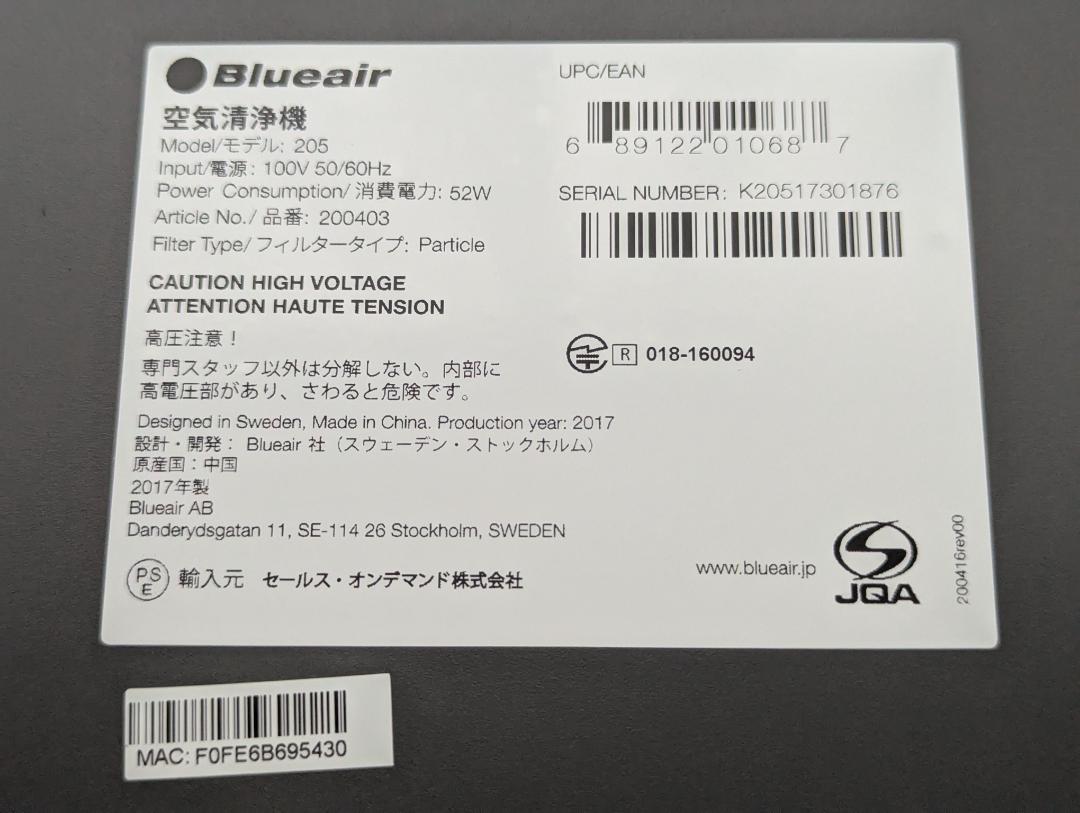 Blueair
空気清浄機
Model/モデル: 205
Input/電源: 100V 50/60Hz
Power Consumption/ 消費電力: 52W
Article No./ 品番: 200403
Filter Type/ フィルタータイプ: Particle
CAUTION HIGH VOLTAGE
ATTENTION HAUTE TENSION
高圧注意！
専門スタッフ以外は分解しない。内部に
高電圧部があり、さわると危険です。
Designed in Sweden, Made in China. Production year: 2017
設計・開発： Blueair 社（スウェーデン・ストックホルム）
原産国：中国
2017年製
Blueair AB
Danderydsgatan 11, SE-114 26 Stockholm, SWEDEN
PSE 輸入元 セールス・オンデマンド株式会社
UPC/EAN
6 89122 01068 7
SERIAL NUMBER: K20517301876
R 018-160094
www.blueair.jp
JQA
200416rev00
MAC: F0FE6B695430